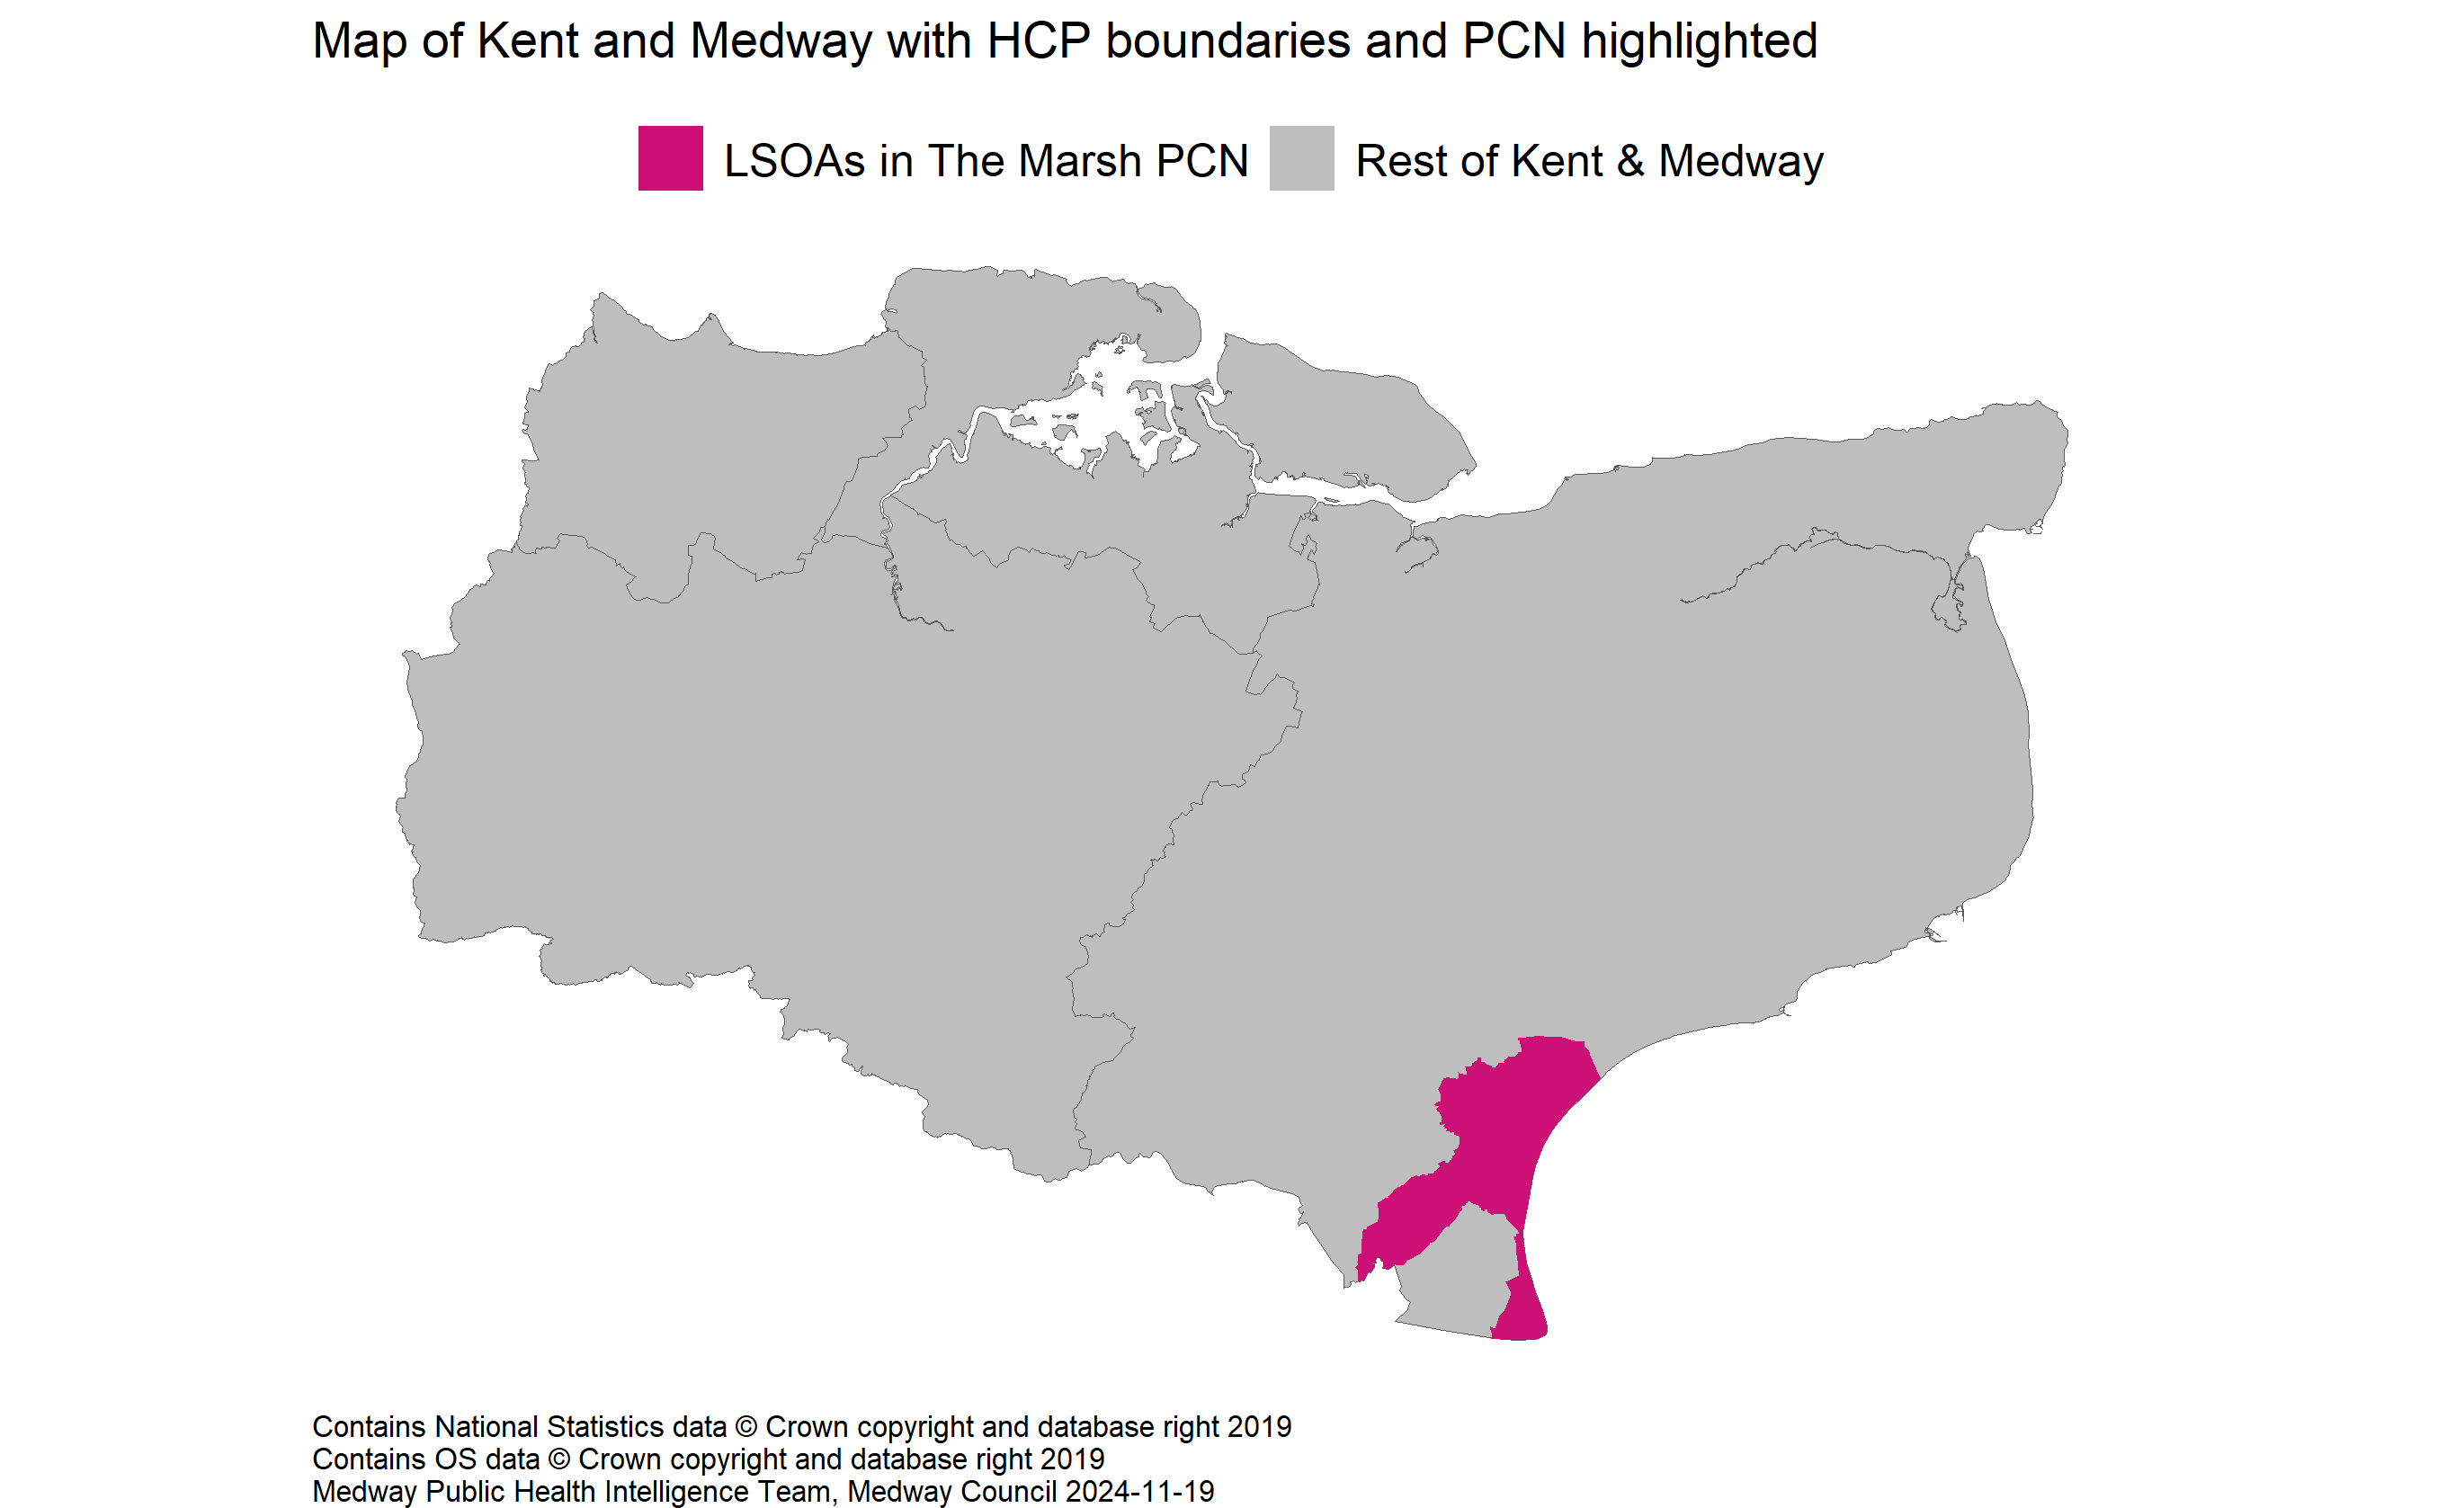 Map of Kent and Medway with HCP boundaries and PCN highlighted
LSOAs in The Marsh PCN Rest of Kent & Medway
Contains National Statistics data © Crown copyright and database right 2019
Contains OS data © Crown copyright and database right 2019
Medway Public Health Intelligence Team, Medway Council 2024-11-19